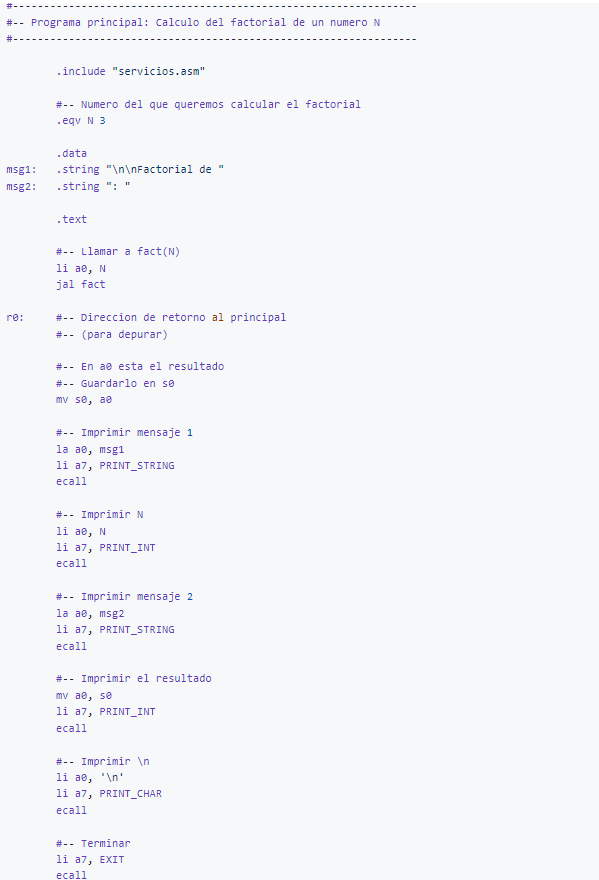 #-----------------------------------------------------------------
#-- Programa principal: Calculo del factorial de un numero N
#-----------------------------------------------------------------
.include "servicios.asm"
#-- Numero del que queremos calcular el factorial
.eqv N 3
.data
msg1: .string "\n\nFactorial de "
msg2: .string ": "
.text
#-- Llamar a fact(N)
li a0, N
jal fact
r0: #-- Direccion de retorno al principal
#-- (para depurar)
#-- En a0 esta el resultado
#-- Guardarlo en s0
mv s0, a0
#-- Imprimir mensaje 1
la a0, msg1
li a7, PRINT_STRING
ecall
#-- Imprimir N
li a0, N
li a7, PRINT_INT
ecall
#-- Imprimir mensaje 2
la a0, msg2
li a7, PRINT_STRING
ecall
#-- Imprimir el resultado
mv a0, s0
li a7, PRINT_INT
ecall
#-- Imprimir \n
li a0, '\n'
li a7, PRINT_CHAR
ecall
#-- Terminar
li a7, EXIT
ecall